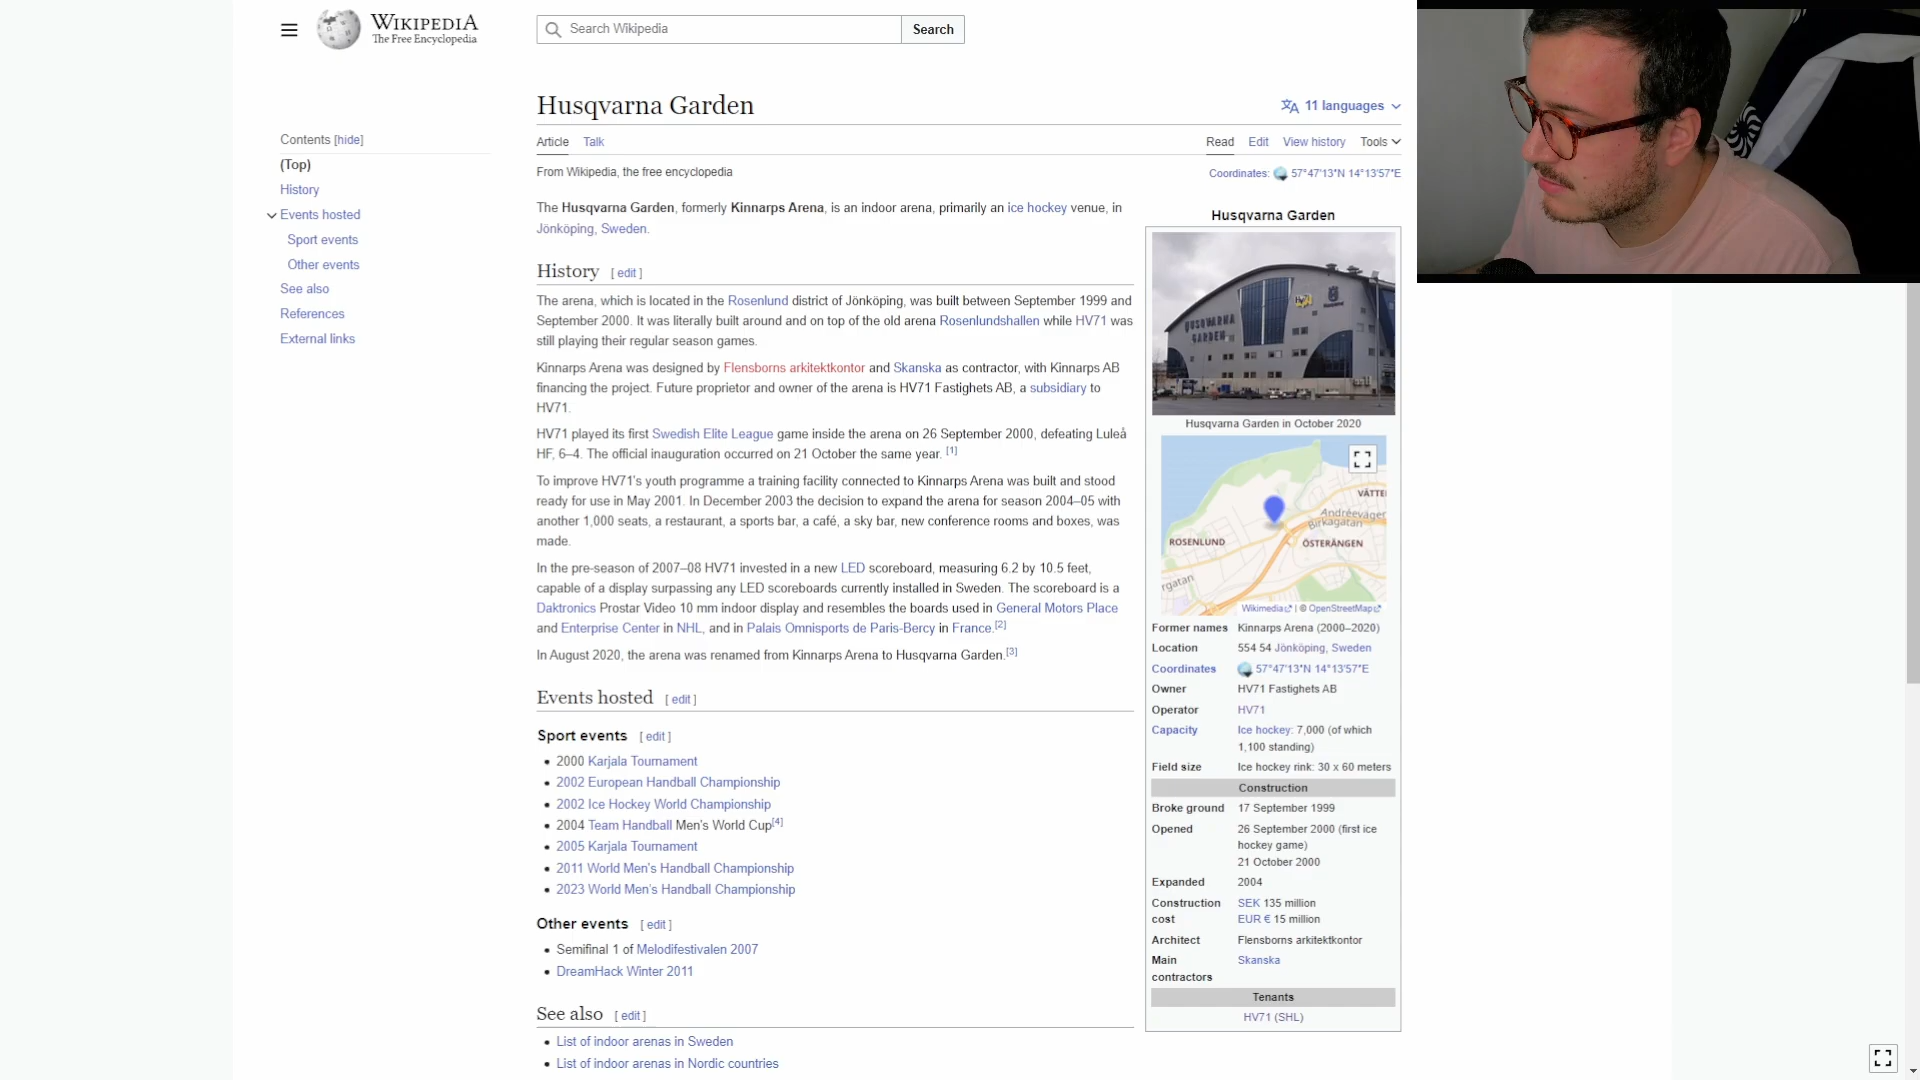 WIKIPEDIA
The Free Encyclopedia
Search Wikipedia
Search
Husqvarna Garden
11 languages
Article Talk
Read Edit View history Tools
From Wikipedia, the free encyclopedia
Coordinates: 57°47′13″N 14°13′57″E
Contents [hide]
(Top)
History
Events hosted
Sport events
Other events
See also
References
External links
The Husqvarna Garden, formerly Kinnarps Arena, is an indoor arena, primarily an ice hockey venue, in
Jönköping, Sweden.
History [ edit ]
The arena, which is located in the Rosenlund district of Jönköping, was built between September 1999 and
September 2000. It was literally built around and on top of the old arena Rosenlundshallen while HV71 was
still playing their regular season games.
Kinnarps Arena was designed by Flensborns arkitektkontor and Skanska as contractor, with Kinnarps AB
financing the project. Future proprietor and owner of the arena is HV71 Fastighets AB, a subsidiary to
HV71.
HV71 played its first Swedish Elite League game inside the arena on 26 September 2000, defeating Luleå
HF, 6–4. The official inauguration occurred on 21 October the same year. [1]
To improve HV71's youth programme a training facility connected to Kinnarps Arena was built and stood
ready for use in May 2001. In December 2003 the decision to expand the arena for season 2004–05 with
another 1,000 seats, a restaurant, a sports bar, a café, a sky bar, new conference rooms and boxes, was
made.
In the pre-season of 2007–08 HV71 invested in a new LED scoreboard, measuring 6.2 by 10.5 feet,
capable of a display surpassing any LED scoreboards currently installed in Sweden. The scoreboard is a
Daktronics Prostar Video 10 mm indoor display and resembles the boards used in General Motors Place
and Enterprise Center in NHL, and in Palais Omnisports de Paris-Bercy in France.[2]
In August 2020, the arena was renamed from Kinnarps Arena to Husqvarna Garden.[3]
Events hosted [ edit ]
Sport events [ edit ]
2000 Karjala Tournament
2002 European Handball Championship
2002 Ice Hockey World Championship
2004 Team Handball Men's World Cup[4]
2005 Karjala Tournament
2011 World Men's Handball Championship
2023 World Men's Handball Championship
Other events [ edit ]
Semifinal 1 of Melodifestivalen 2007
DreamHack Winter 2011
See also [ edit ]
List of indoor arenas in Sweden
List of indoor arenas in Nordic countries
Husqvarna Garden
HUSQVARNA
GARDEN
Husqvarna Garden in October 2020
VÄTTE
Andréeväger
Birkagatan
ROSENLUND
ÖSTERÄNGEN
rgatan
Wikimedia | © OpenStreetMap
Former names Kinnarps Arena (2000–2020)
Location 554 54 Jönköping, Sweden
Coordinates 57°47′13″N 14°13′57″E
Owner HV71 Fastighets AB
Operator HV71
Capacity Ice hockey: 7,000 (of which
1,100 standing)
Field size Ice hockey rink: 30 x 60 meters
Construction
Broke ground 17 September 1999
Opened 26 September 2000 (first ice
hockey game)
21 October 2000
Expanded 2004
Construction SEK 135 million
cost EUR € 15 million
Architect Flensborns arkitektkontor
Main Skanska
contractors
Tenants
HV71 (SHL)